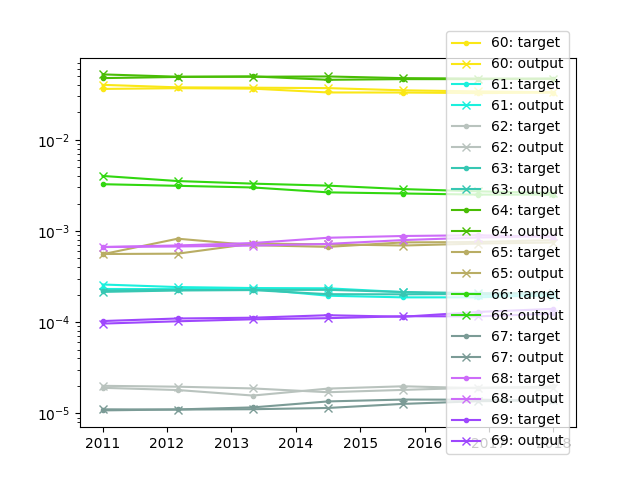 60: target
60: output
61: target
61: output
62: target
62: output
63: target
63: output
64: target
64: output
65: target
65: output
66: target
66: output
67: target
67: output
68: target
68: output
69: target
69: output
10⁻²
10⁻³
10⁻⁴
10⁻⁵
2011 2012 2013 2014 2015 2016 2017 2018